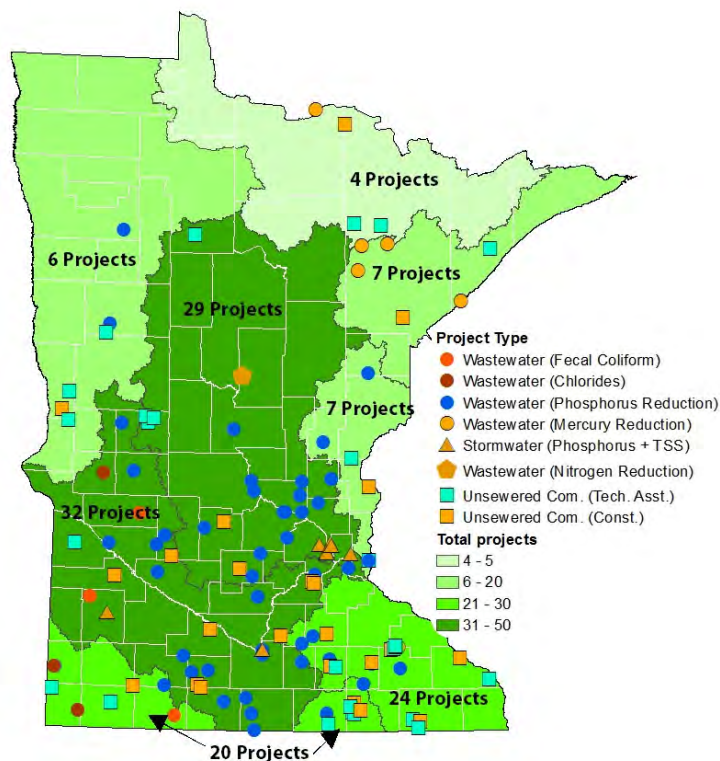 4 Projects
6 Projects
7 Projects
29 Projects
Project Type
Wastewater (Fecal Coliform)
Wastewater (Chlorides)
Wastewater (Phosphorus Reduction)
7 Projects
Wastewater (Mercury Reduction)
Stormwater (Phosphorus + TSS)
Wastewater (Nitrogen Reduction)
Unsewered Com. (Tech. Asst.)
32 Projects
Unsewered Com. (Const.)
Total projects
4 - 5
6 - 20
21 - 30
31 - 50
24 Projects
20 Projects